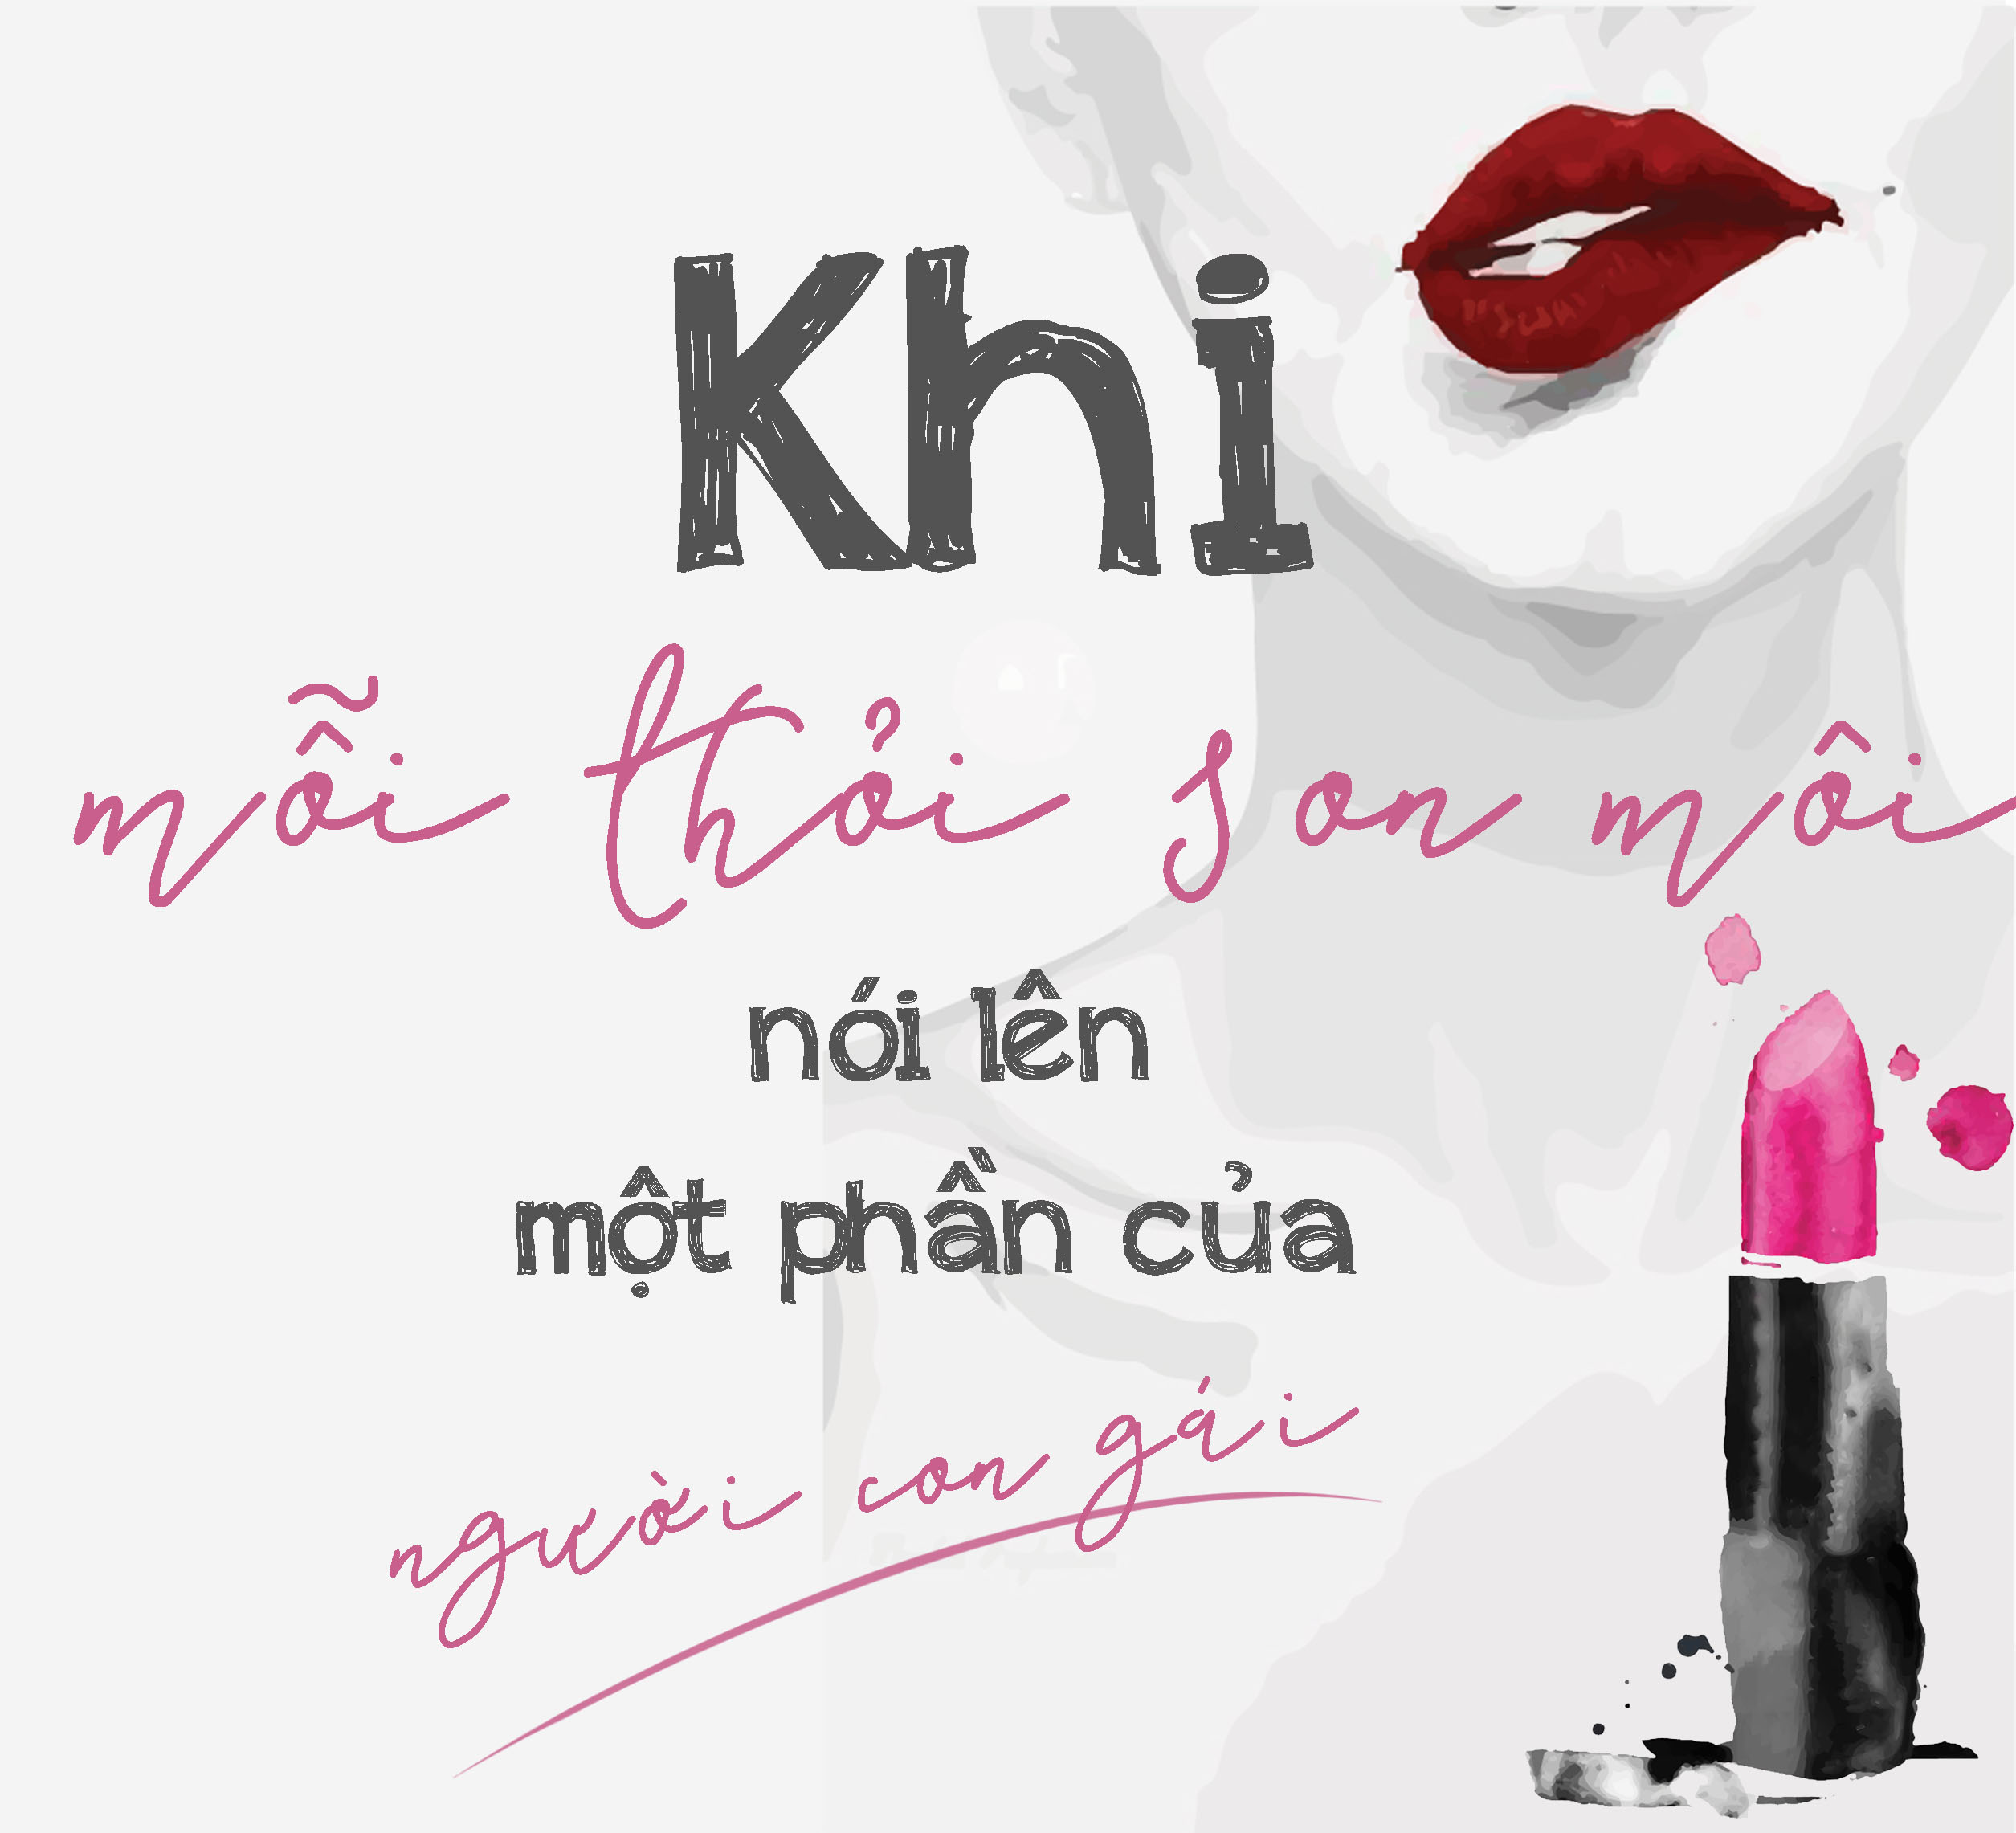 Khi
mỗi thỏi son môi
nói lên
một phần của
người con gái